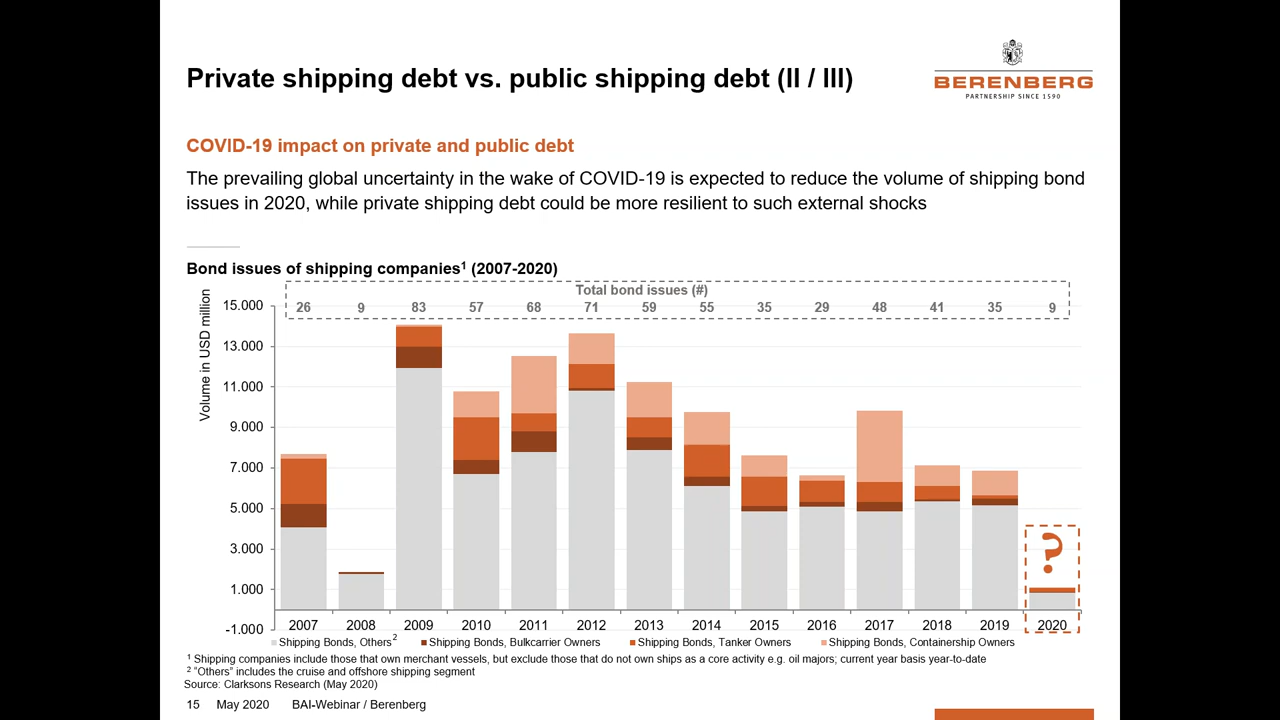 Private shipping debt vs. public shipping debt (II / III)
BERENBERG
PARTNERSHIP SINCE 1590
COVID-19 impact on private and public debt
The prevailing global uncertainty in the wake of COVID-19 is expected to reduce the volume of shipping bond
issues in 2020, while private shipping debt could be more resilient to such external shocks
Bond issues of shipping companies¹ (2007-2020)
Total bond issues (#)
26 9 83 57 68 71 59 55 35 29 48 41 35 9
Volume in USD million
15.000
13.000
11.000
9.000
7.000
5.000
3.000
1.000
-1.000
?
2007 2008 2009 2010 2011 2012 2013 2014 2015 2016 2017 2018 2019 2020
Shipping Bonds, Others² Shipping Bonds, Bulkcarrier Owners Shipping Bonds, Tanker Owners Shipping Bonds, Containership Owners
¹ Shipping companies include those that own merchant vessels, but exclude those that do not own ships as a core activity e.g. oil majors; current year basis year-to-date
² "Others" includes the cruise and offshore shipping segment
Source: Clarksons Research (May 2020)
15 May 2020 BAI-Webinar / Berenberg